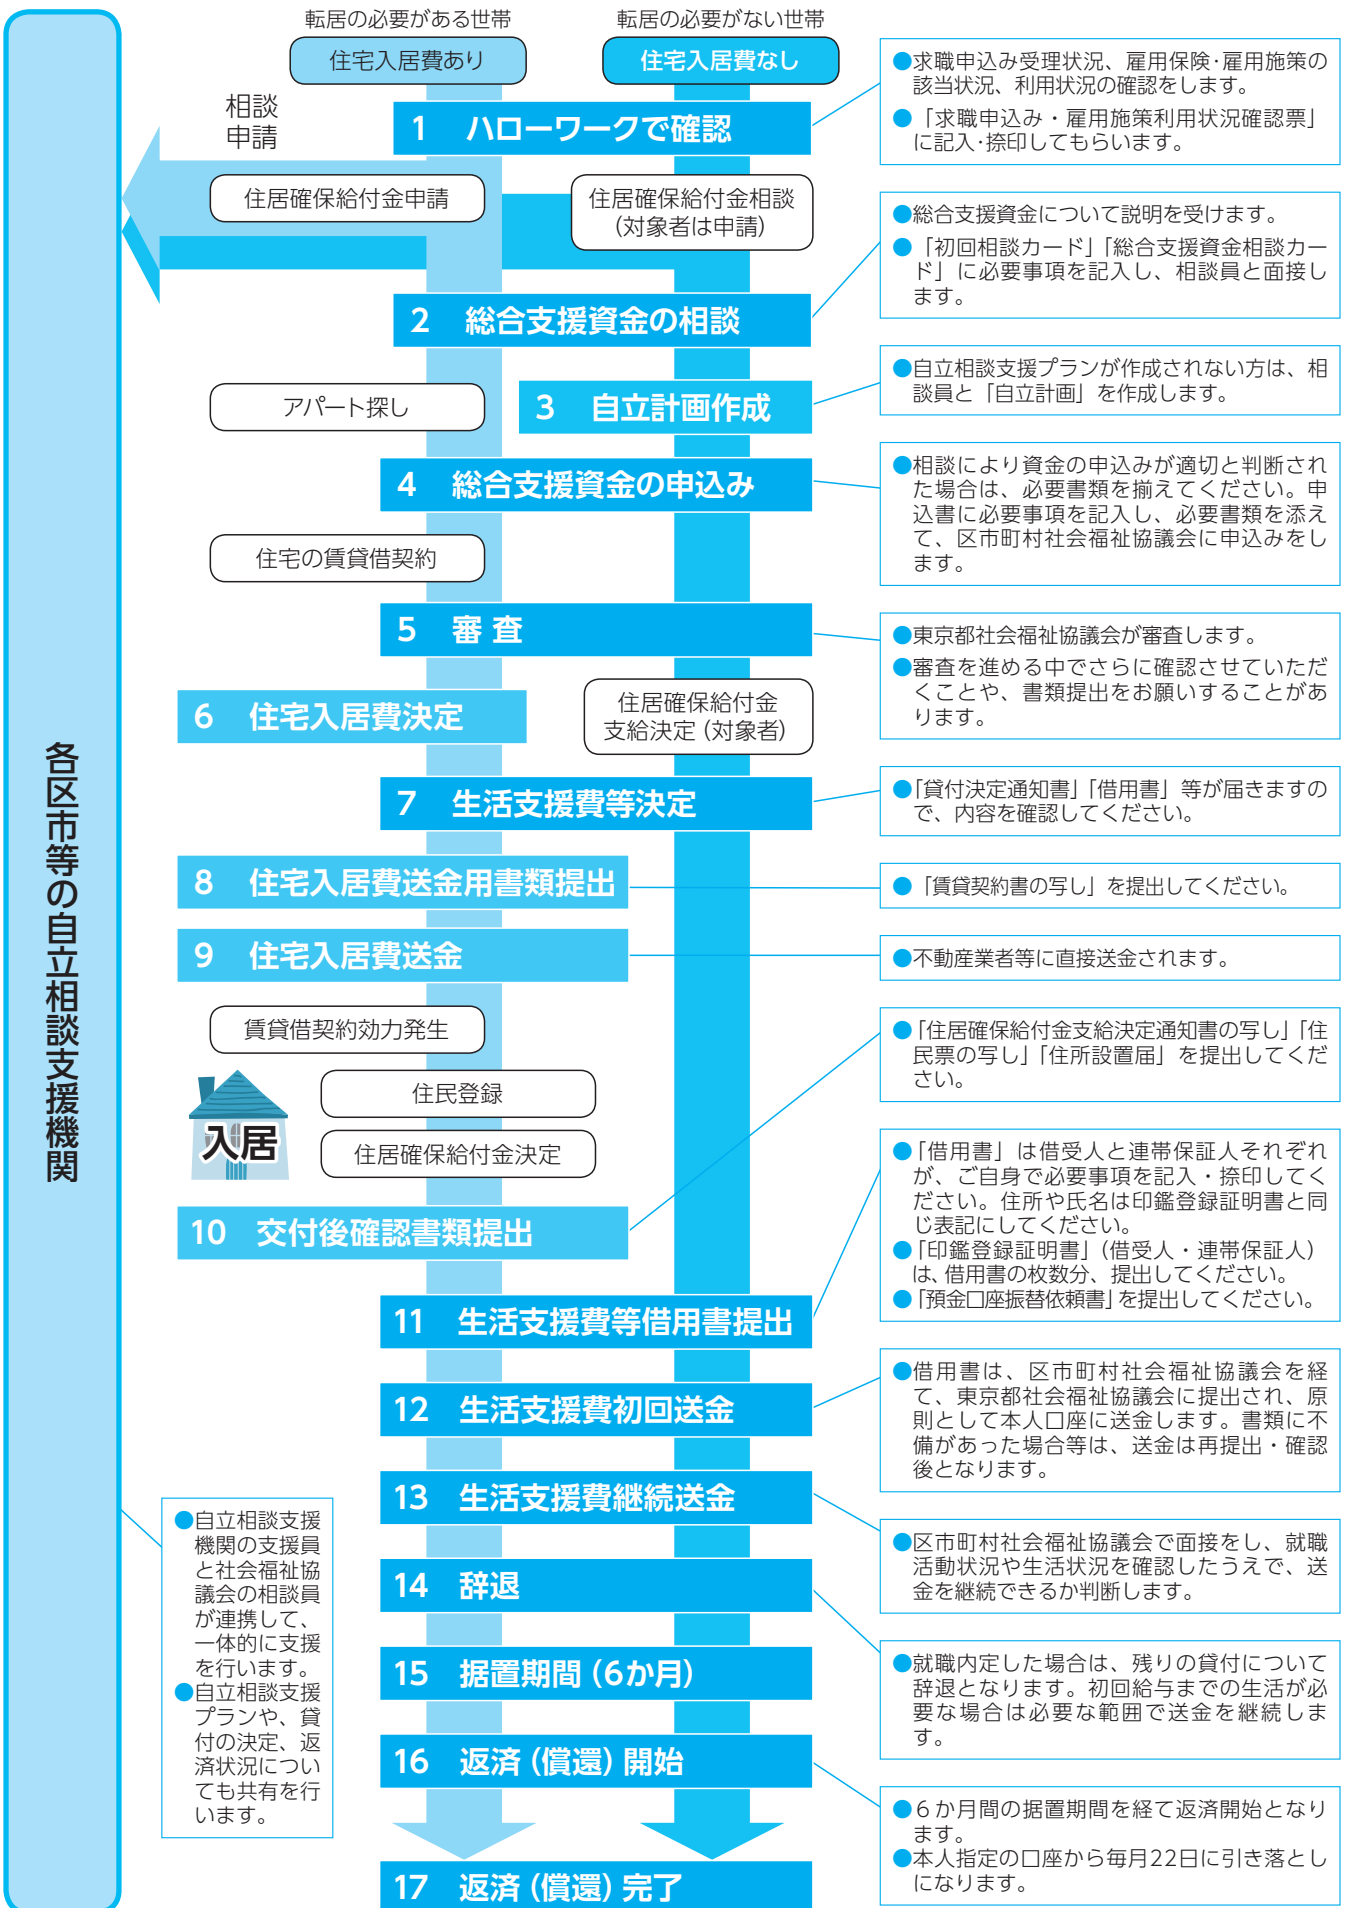 転居の必要がある世帯
転居の必要がない世帯
住宅入居費あり
住宅入居費なし
相談
申請
1 ハローワークで確認
●求職申込み受理状況、雇用保険・雇用施策の
該当状況、利用状況の確認をします。
●「求職申込み・雇用施策利用状況確認票」
に記入・捺印してもらいます。
住居確保給付金申請
住居確保給付金相談
(対象者は申請)
2 総合支援資金の相談
●総合支援資金について説明を受けます。
●「初回相談カード」「総合支援資金相談カー
ド」に必要事項を記入し、相談員と面接し
ます。
アパート探し
3 自立計画作成
●自立相談支援プランが作成されない方は、相
談員と「自立計画」を作成します。
4 総合支援資金の申込み
●相談により資金の申込みが適切と判断され
た場合は、必要書類を揃えてください。申
込書に必要事項を記入し、必要書類を添え
て、区市町村社会福祉協議会に申込みをし
ます。
住宅の賃貸借契約
5 審査
●東京都社会福祉協議会が審査します。
●審査を進める中でさらに確認させていただ
くことや、書類提出をお願いすることがあ
ります。
6 住宅入居費決定
住居確保給付金
支給決定(対象者)
7 生活支援費等決定
●「貸付決定通知書」「借用書」等が届きますの
で、内容を確認してください。
8 住宅入居費送金用書類提出
●「賃貸契約書の写し」を提出してください。
9 住宅入居費送金
●不動産業者等に直接送金されます。
賃貸借契約効力発生
入居
住民登録
住居確保給付金決定
10 交付後確認書類提出
●「住居確保給付金支給決定通知書の写し」「住
民票の写し」「住所設置届」を提出してくだ
さい。
11 生活支援費等借用書提出
●「借用書」は借受人と連帯保証人それぞれ
が、ご自身で必要事項を記入・捺印してく
ださい。住所や氏名は印鑑登録証明書と同
じ表記にしてください。
●「印鑑登録証明書」(借受人・連帯保証人)
は、借用書の枚数分、提出してください。
●「預金口座振替依頼書」を提出してください。
12 生活支援費初回送金
●借用書は、区市町村社会福祉協議会を経
て、東京都社会福祉協議会に提出され、原
則として本人口座に送金します。書類に不
備があった場合等は、送金は再提出・確認
後となります。
13 生活支援費継続送金
●区市町村社会福祉協議会で面接をし、就職
活動状況や生活状況を確認したうえで、送
金を継続できるか判断します。
14 辞退
●就職内定した場合は、残りの貸付について
辞退となります。初回給与までの生活が必
要な場合は必要な範囲で送金を継続しま
す。
15 据置期間(6か月)
16 返済(償還)開始
●6か月間の据置期間を経て返済開始となり
ます。
●本人指定の口座から毎月22日に引き落とし
になります。
17 返済(償還)完了
各区市等の自立相談支援機関
●自立相談支援
機関の支援員
と社会福祉協
議会の相談員
が連携して、
一体的に支援
を行います。
●自立相談支援
プランや、貸
付の決定、返
済状況につい
ても共有を行
います。